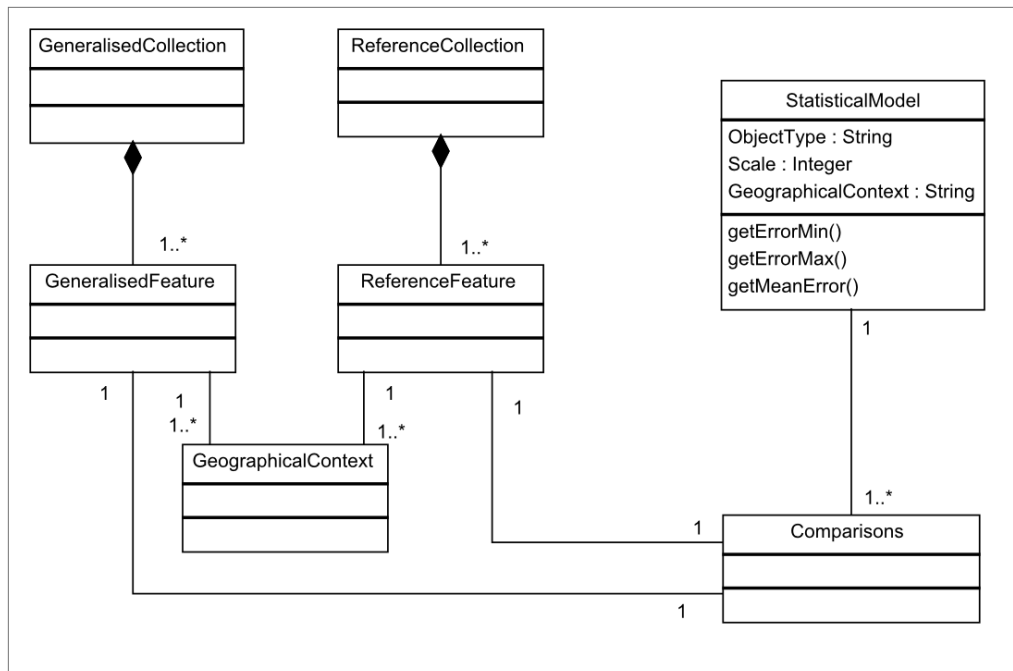 GeneralisedCollection
ReferenceCollection
StatisticalModel
ObjectType : String
Scale : Integer
GeographicalContext : String
getErrorMin()
getErrorMax()
getMeanError()
1..*
1..*
GeneralisedFeature
ReferenceFeature
1
1
1
1
1
1..*
1..*
GeographicalContext
1..*
1
Comparisons
1